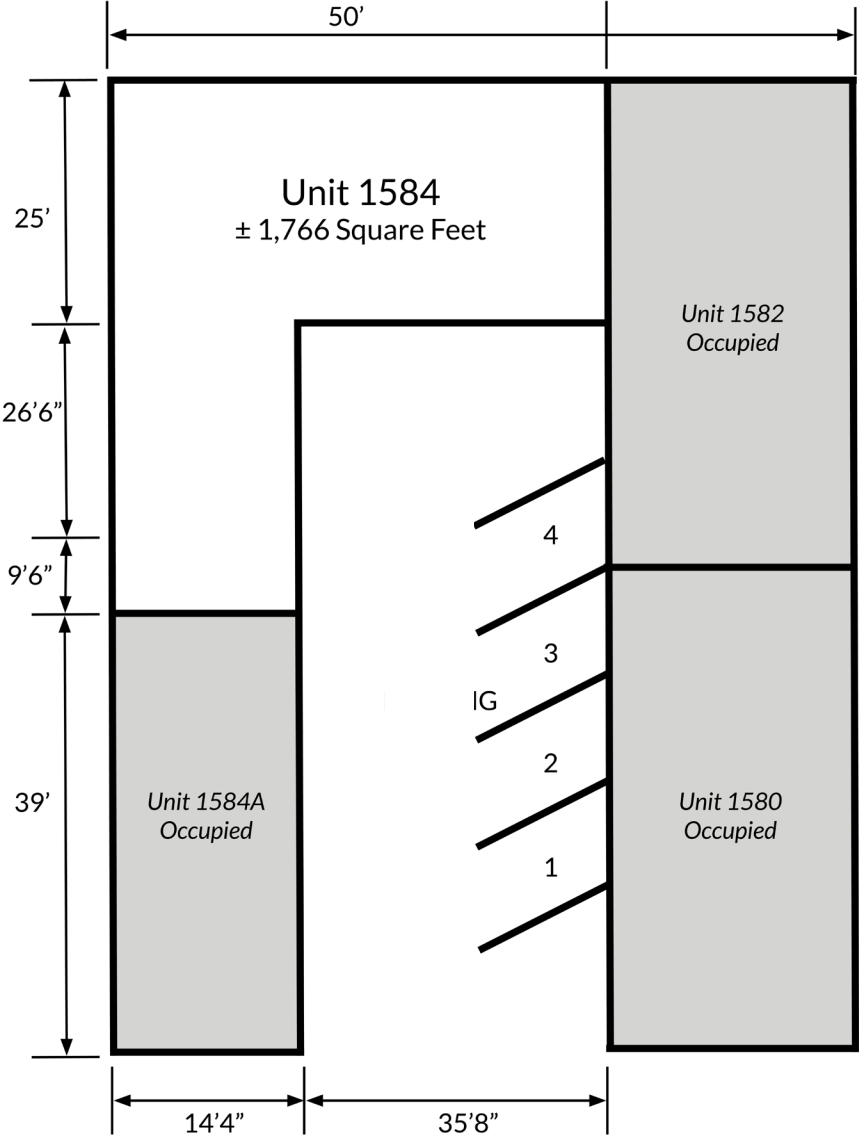 50’
Unit 1584
± 1,766 Square Feet
25’
Unit 1582
Occupied
26’6”
4
9’6”
3
IG
2
39’
Unit 1584A
Occupied
Unit 1580
Occupied
1
14’4”
35’8”